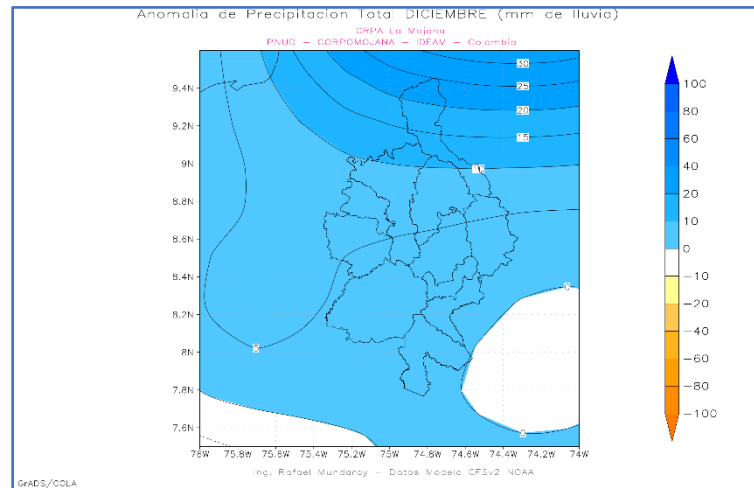 Anomalia de Precipitacion Total DICIEMBRE (mm de lluvia)
DRPA La Mojana
PNUD - CORPOMOJANA - IDEAM - Colombia
30
25
20
15
10
5
0
0
9.4N
9.2N
9N
8.8N
8.6N
8.4N
8.2N
8N
7.8N
7.6N
76W 75.8W 75.6W 75.4W 75.2W 75W 74.8W 74.6W 74.4W 74.2W 74W
100
80
60
40
20
10
0
-10
-20
-40
-60
-80
-100
Ing. Rafael Mundaray - Datos Modelo CFSv2 NOAA
GrADS/COLA